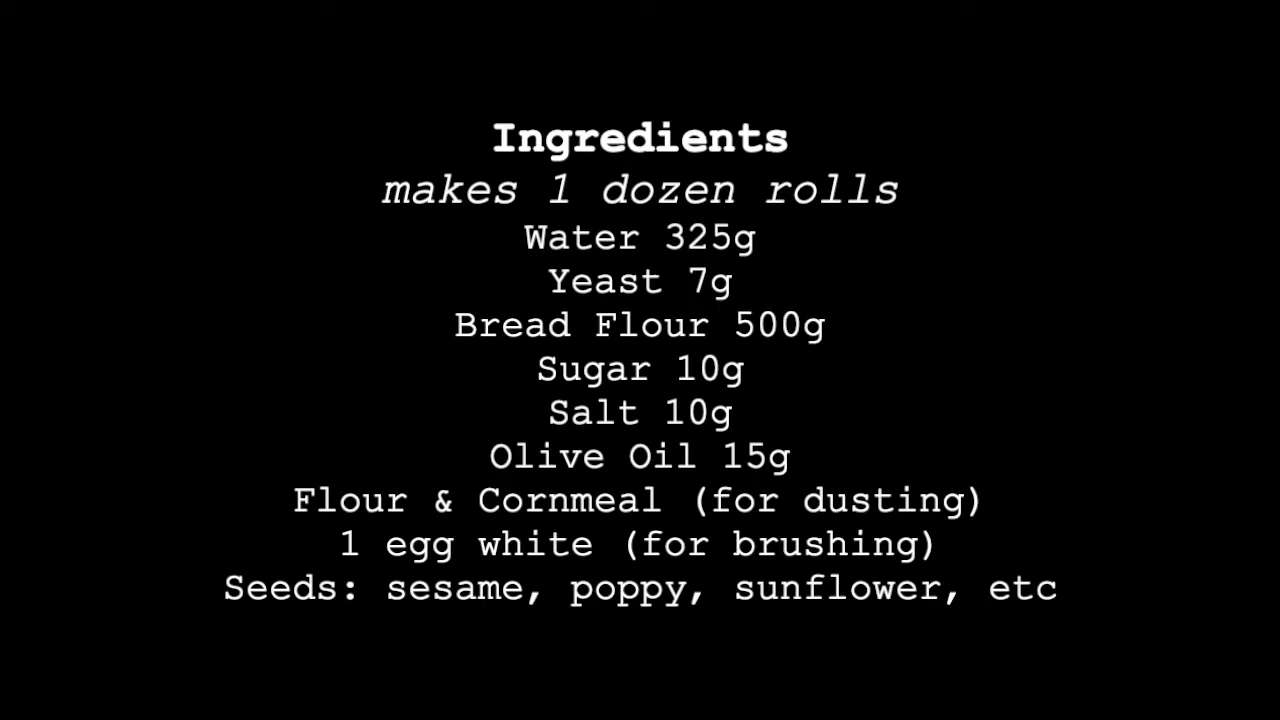 Ingredients
makes 1 dozen rolls
Water 325g
Yeast 7g
Bread Flour 500g
Sugar 10g
Salt 10g
Olive Oil 15g
Flour & Cornmeal (for dusting)
1 egg white (for brushing)
Seeds: sesame, poppy, sunflower, etc